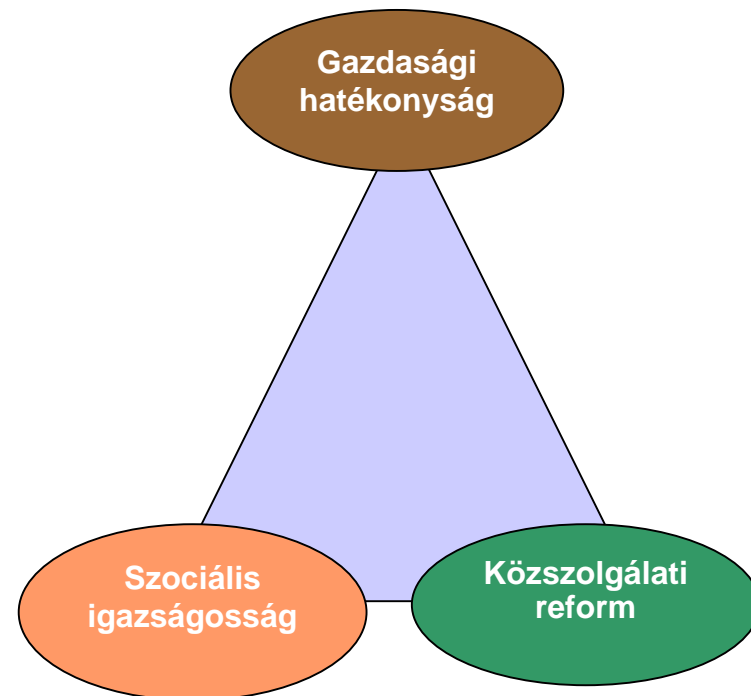 Gazdasági
hatékonyság
Szociális
igazságosság
Közszolgálati
reform